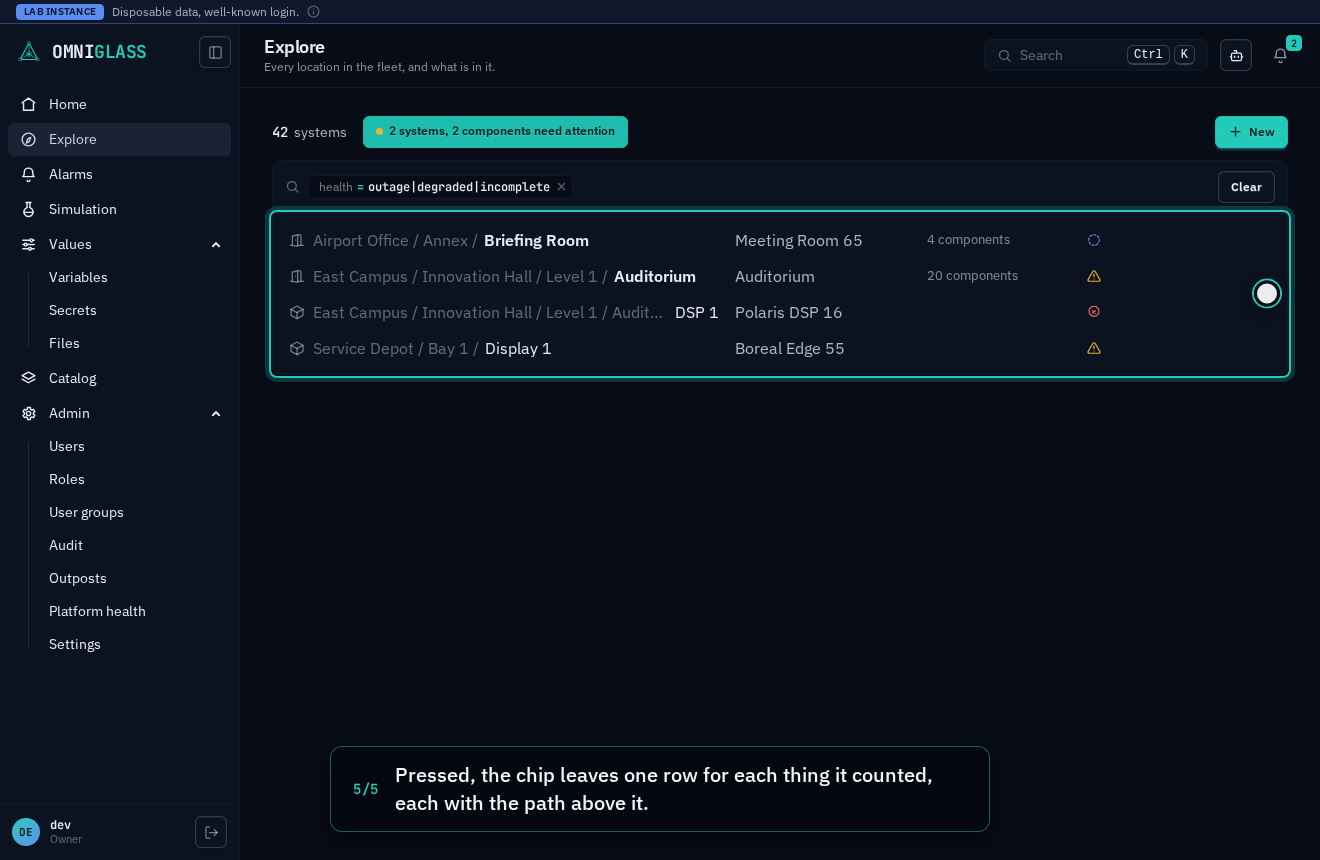 LAB INSTANCE Disposable data, well-known login.
OMNIGLASS
Explore
Every location in the fleet, and what is in it.
Search Ctrl K
2
Home
Explore
Alarms
Simulation
Values
Variables
Secrets
Files
Catalog
Admin
Users
Roles
User groups
Audit
Outposts
Platform health
Settings
DE dev
Owner
42 systems 2 systems, 2 components need attention New
health = outage|degraded|incomplete Clear
Airport Office / Annex / Briefing Room Meeting Room 65 4 components
East Campus / Innovation Hall / Level 1 / Auditorium Auditorium 20 components
East Campus / Innovation Hall / Level 1 / Audit... DSP 1 Polaris DSP 16
Service Depot / Bay 1 / Display 1 Boreal Edge 55
5/5 Pressed, the chip leaves one row for each thing it counted,
each with the path above it.